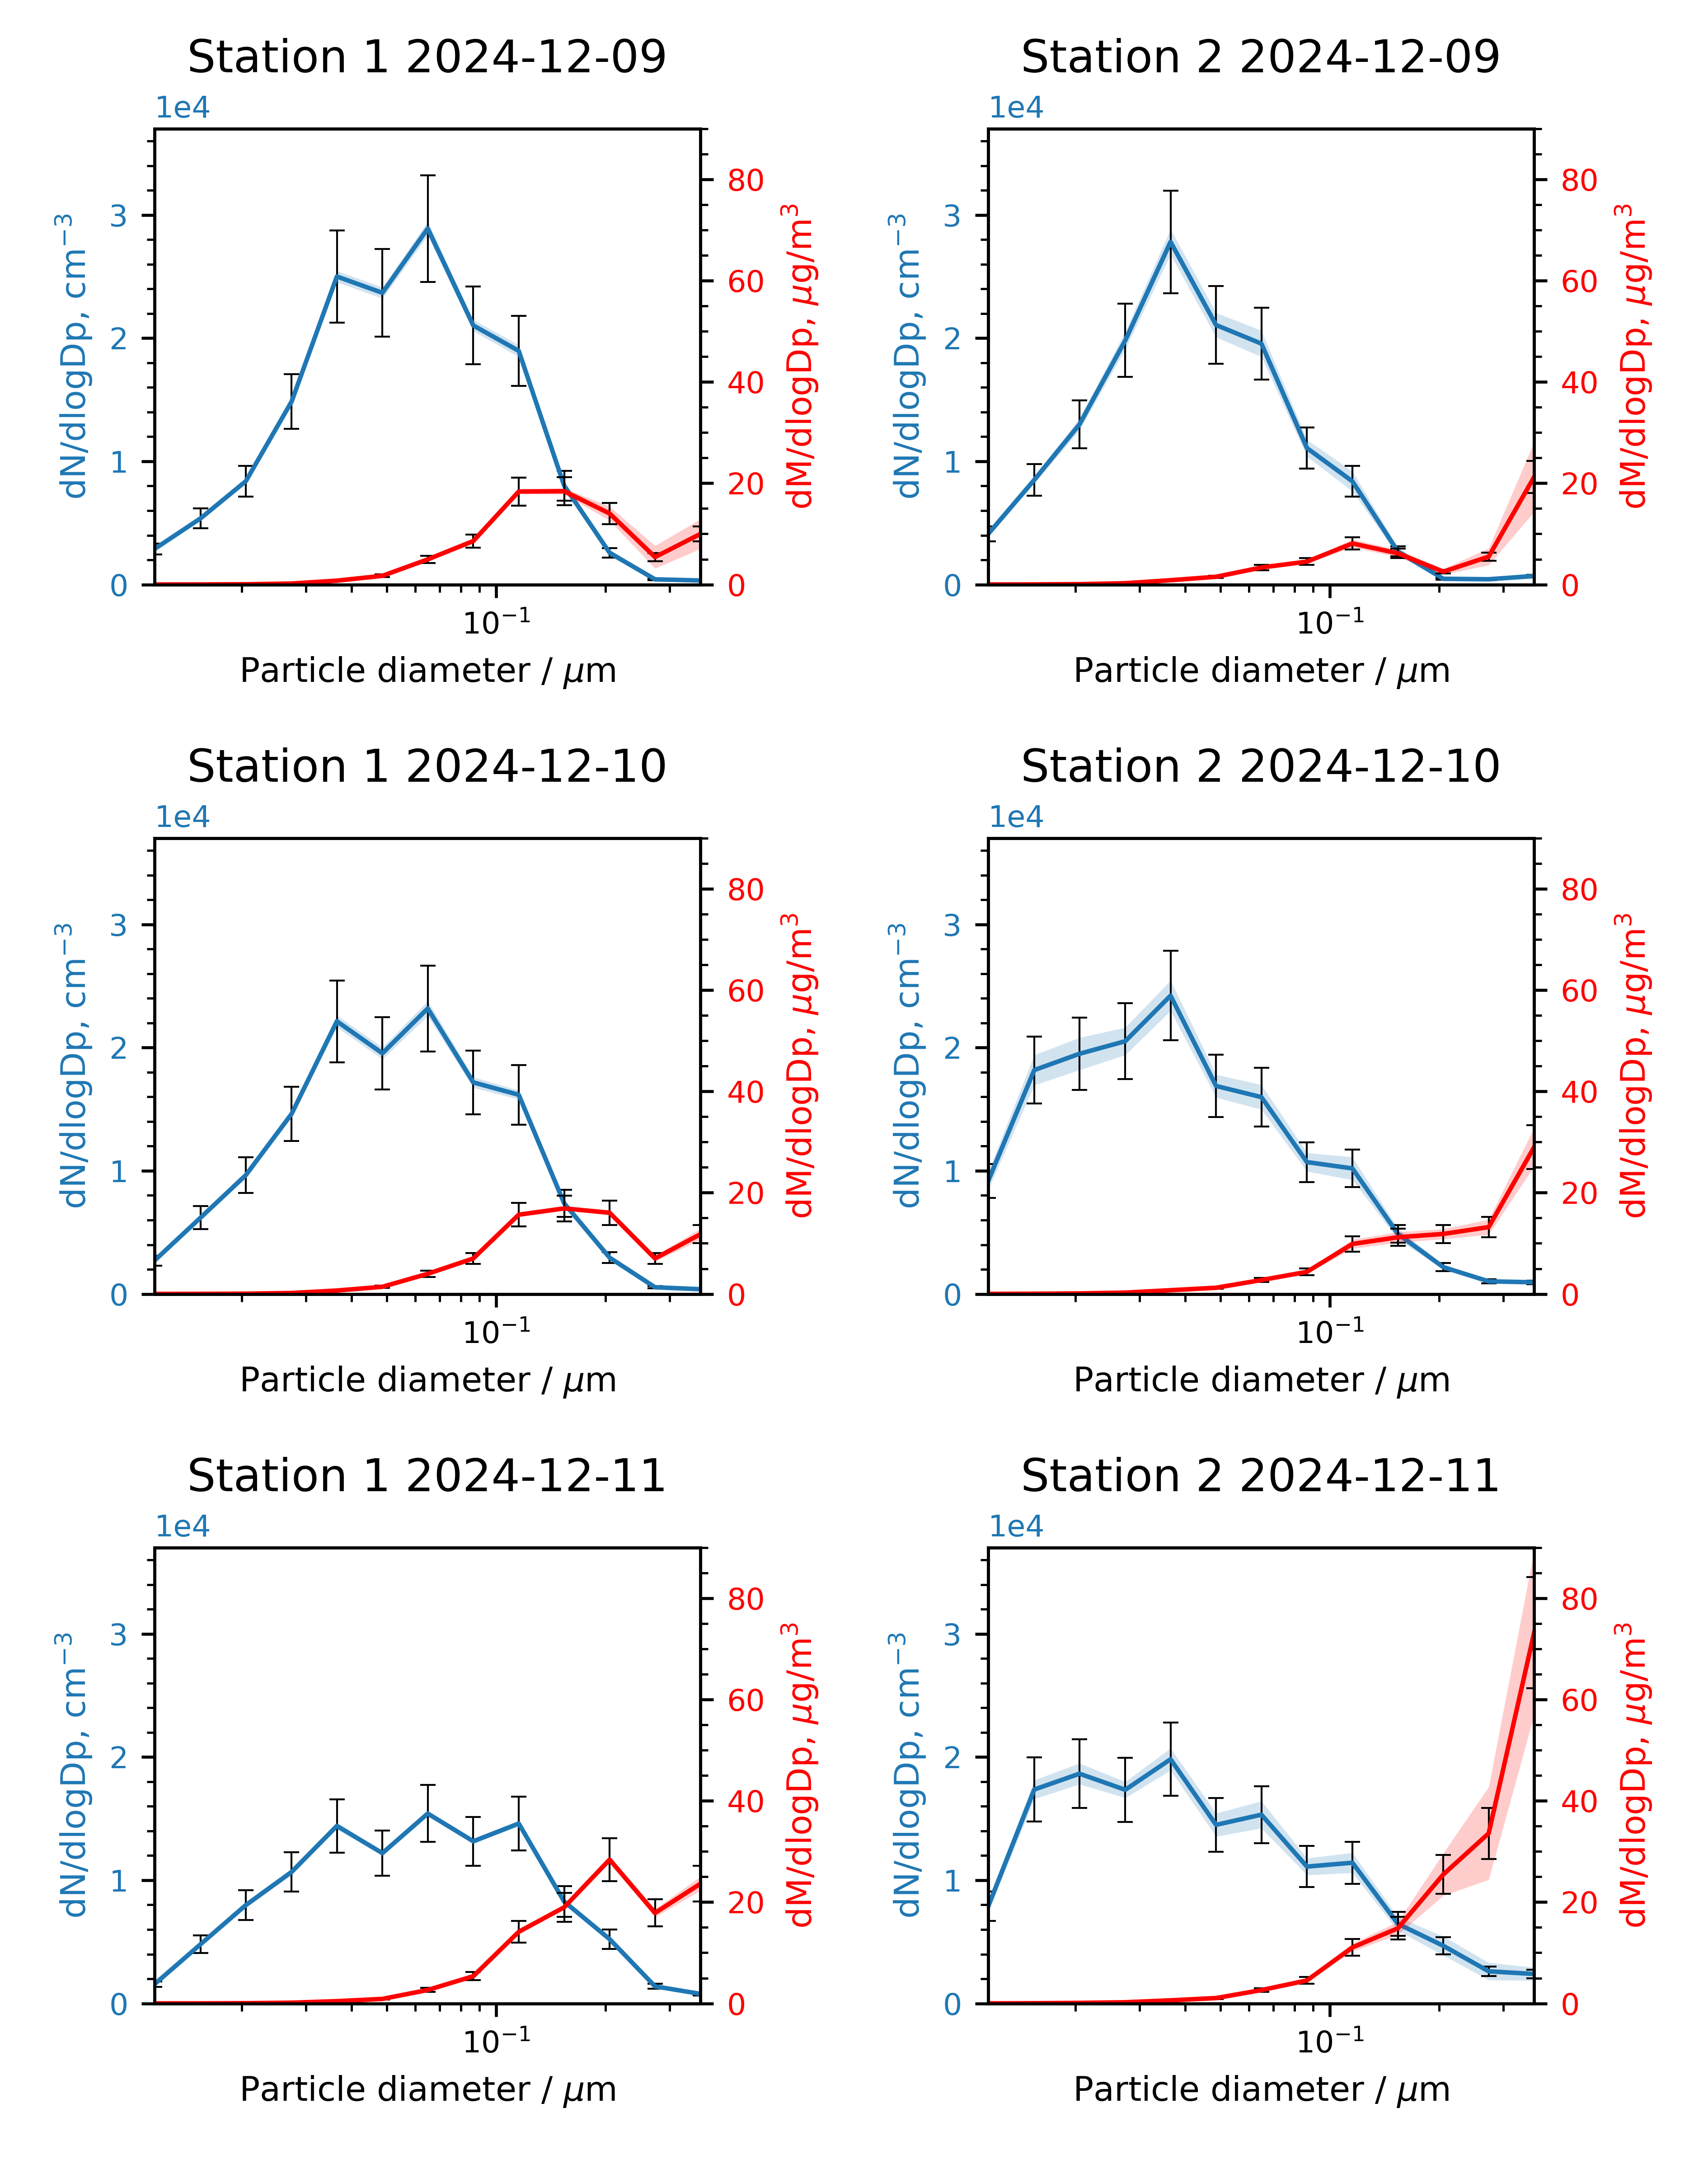 Station 1 2024-12-09
1e4
3
2
1
0
dN/dlogDp, cm⁻³
80
60
40
20
0
dM/dlogDp, μg/m³
10⁻¹
Particle diameter / μm
Station 2 2024-12-09
1e4
3
2
1
0
dN/dlogDp, cm⁻³
80
60
40
20
0
dM/dlogDp, μg/m³
10⁻¹
Particle diameter / μm
Station 1 2024-12-10
1e4
3
2
1
0
dN/dlogDp, cm⁻³
80
60
40
20
0
dM/dlogDp, μg/m³
10⁻¹
Particle diameter / μm
Station 2 2024-12-10
1e4
3
2
1
0
dN/dlogDp, cm⁻³
80
60
40
20
0
dM/dlogDp, μg/m³
10⁻¹
Particle diameter / μm
Station 1 2024-12-11
1e4
3
2
1
0
dN/dlogDp, cm⁻³
80
60
40
20
0
dM/dlogDp, μg/m³
10⁻¹
Particle diameter / μm
Station 2 2024-12-11
1e4
3
2
1
0
dN/dlogDp, cm⁻³
80
60
40
20
0
dM/dlogDp, μg/m³
10⁻¹
Particle diameter / μm